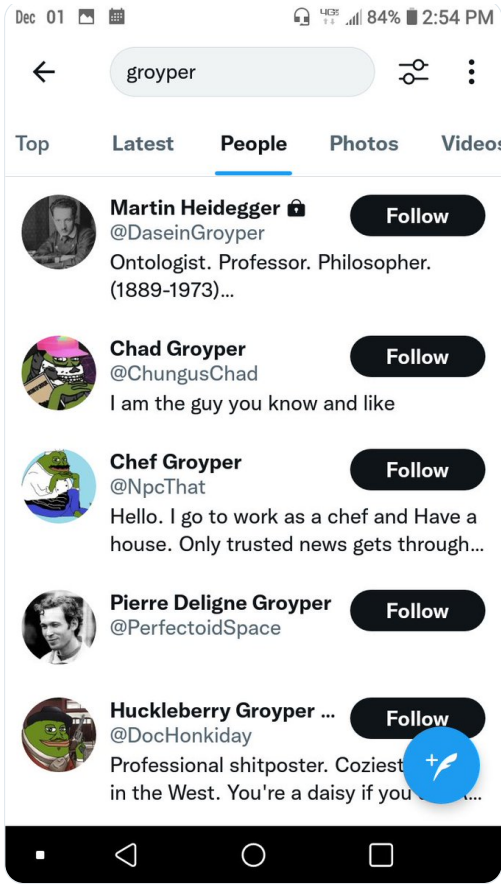 Dec 01 4GE 84% 2:54 PM
groyper
Top Latest People Photos Videos
Martin Heidegger Follow
@DaseinGroyper
Ontologist. Professor. Philosopher.
(1889-1973)...
Chad Groyper Follow
@ChungusChad
I am the guy you know and like
Chef Groyper Follow
@NpcThat
Hello. I go to work as a chef and Have a
house. Only trusted news gets through...
Pierre Deligne Groyper Follow
@PerfectoidSpace
Huckleberry Groyper ... Follow
@DocHonkiday
Professional shitposter. Coziest
in the West. You're a daisy if you ...